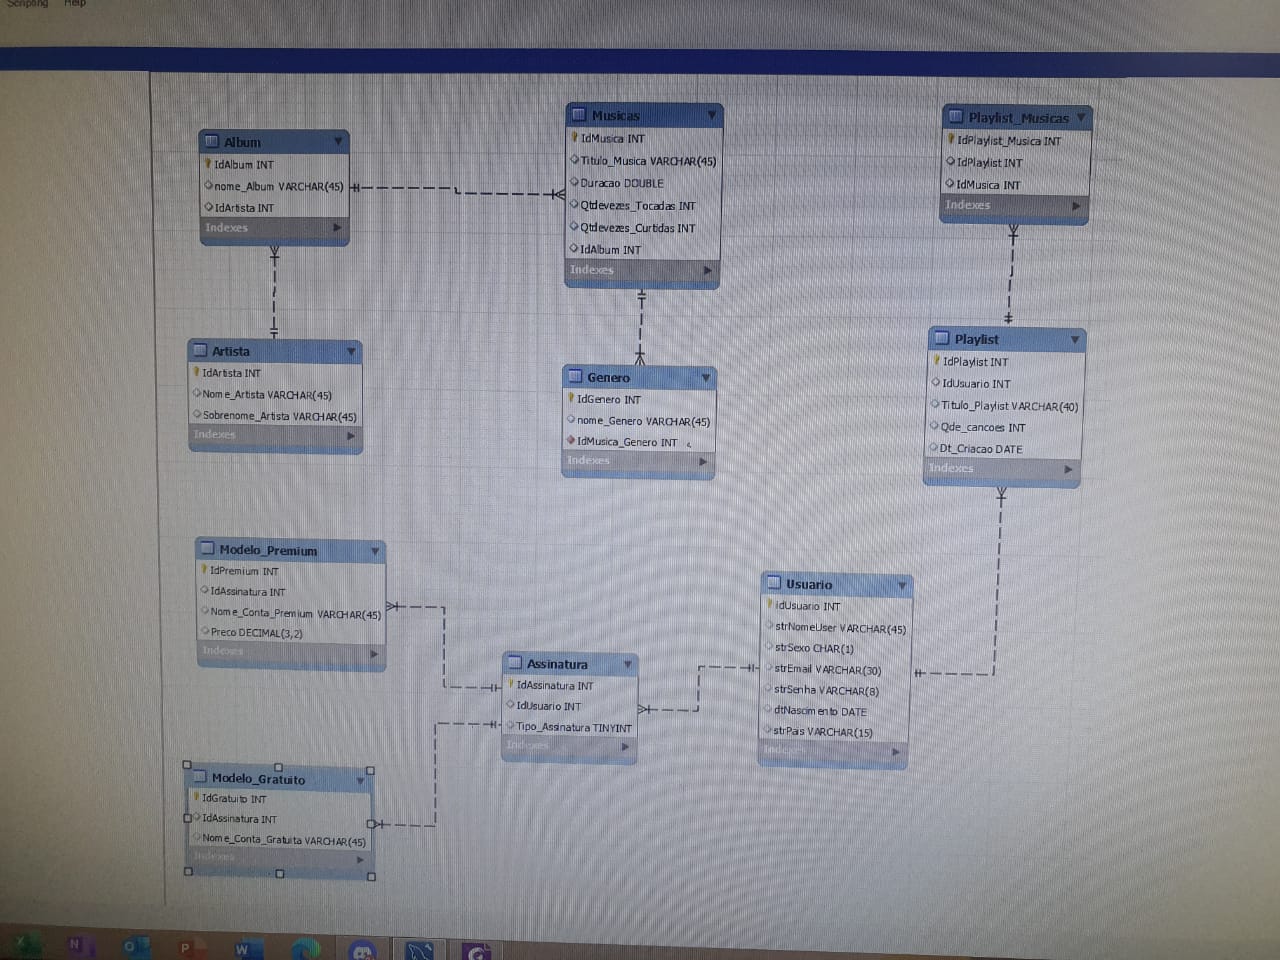 Scripting Help
Album
IdAlbum INT
nome_Album VARCHAR(45)
IdArtista INT
Indexes
Musicas
IdMusica INT
Titulo_Musica VARCHAR(45)
Duracao DOUBLE
Qtdevezes_Tocadas INT
Qtdevezes_Curtidas INT
IdAlbum INT
Indexes
Playlist_Musicas
IdPlaylist_Musica INT
IdPlaylist INT
IdMusica INT
Indexes
Artista
IdArtista INT
Nome_Artista VARCHAR(45)
Sobrenome_Artista VARCHAR(45)
Indexes
Genero
IdGenero INT
nome_Genero VARCHAR(45)
IdMusica_Genero INT
Indexes
Playlist
IdPlaylist INT
IdUsuario INT
Titulo_Playlist VARCHAR(40)
Qde_cancoes INT
Dt_Criacao DATE
Indexes
Modelo_Premium
IdPremium INT
IdAssinatura INT
Nome_Conta_Premium VARCHAR(45)
Preco DECIMAL(3,2)
Indexes
Assinatura
IdAssinatura INT
IdUsuario INT
Tipo_Assinatura TINYINT
Indexes
Usuario
idUsuario INT
strNomeUser VARCHAR(45)
strSexo CHAR(1)
strEmail VARCHAR(30)
strSenha VARCHAR(8)
dtNascimento DATE
strPais VARCHAR(15)
Indexes
Modelo_Gratuito
IdGratuito INT
IdAssinatura INT
Nome_Conta_Gratuita VARCHAR(45)
Indexes